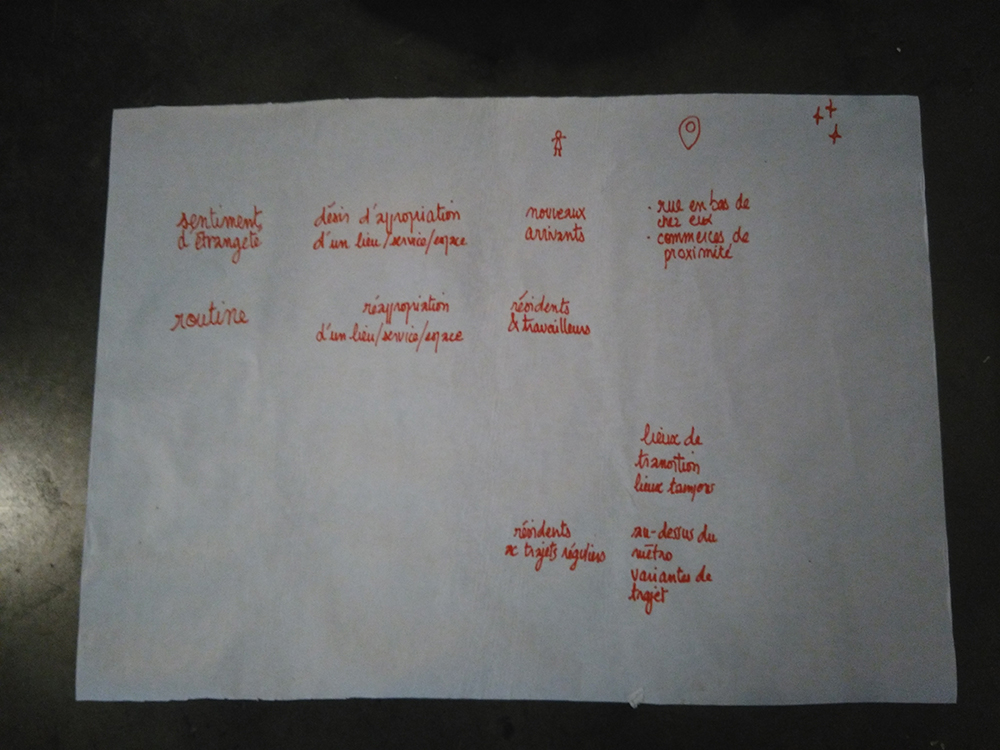 sentiment
d'étrangeté
désir d'appropriation
d'un lieu/service/espace
nouveaux
arrivants
· rue en bas de
chez eux
· commerces de
proximité
routine
réappropriation
d'un lieu/service/espace
résidents
& travailleurs
lieux de
transition
lieux tampons
résidents
ac trajets réguliers
au-dessus du
métro
variantes de
trajet